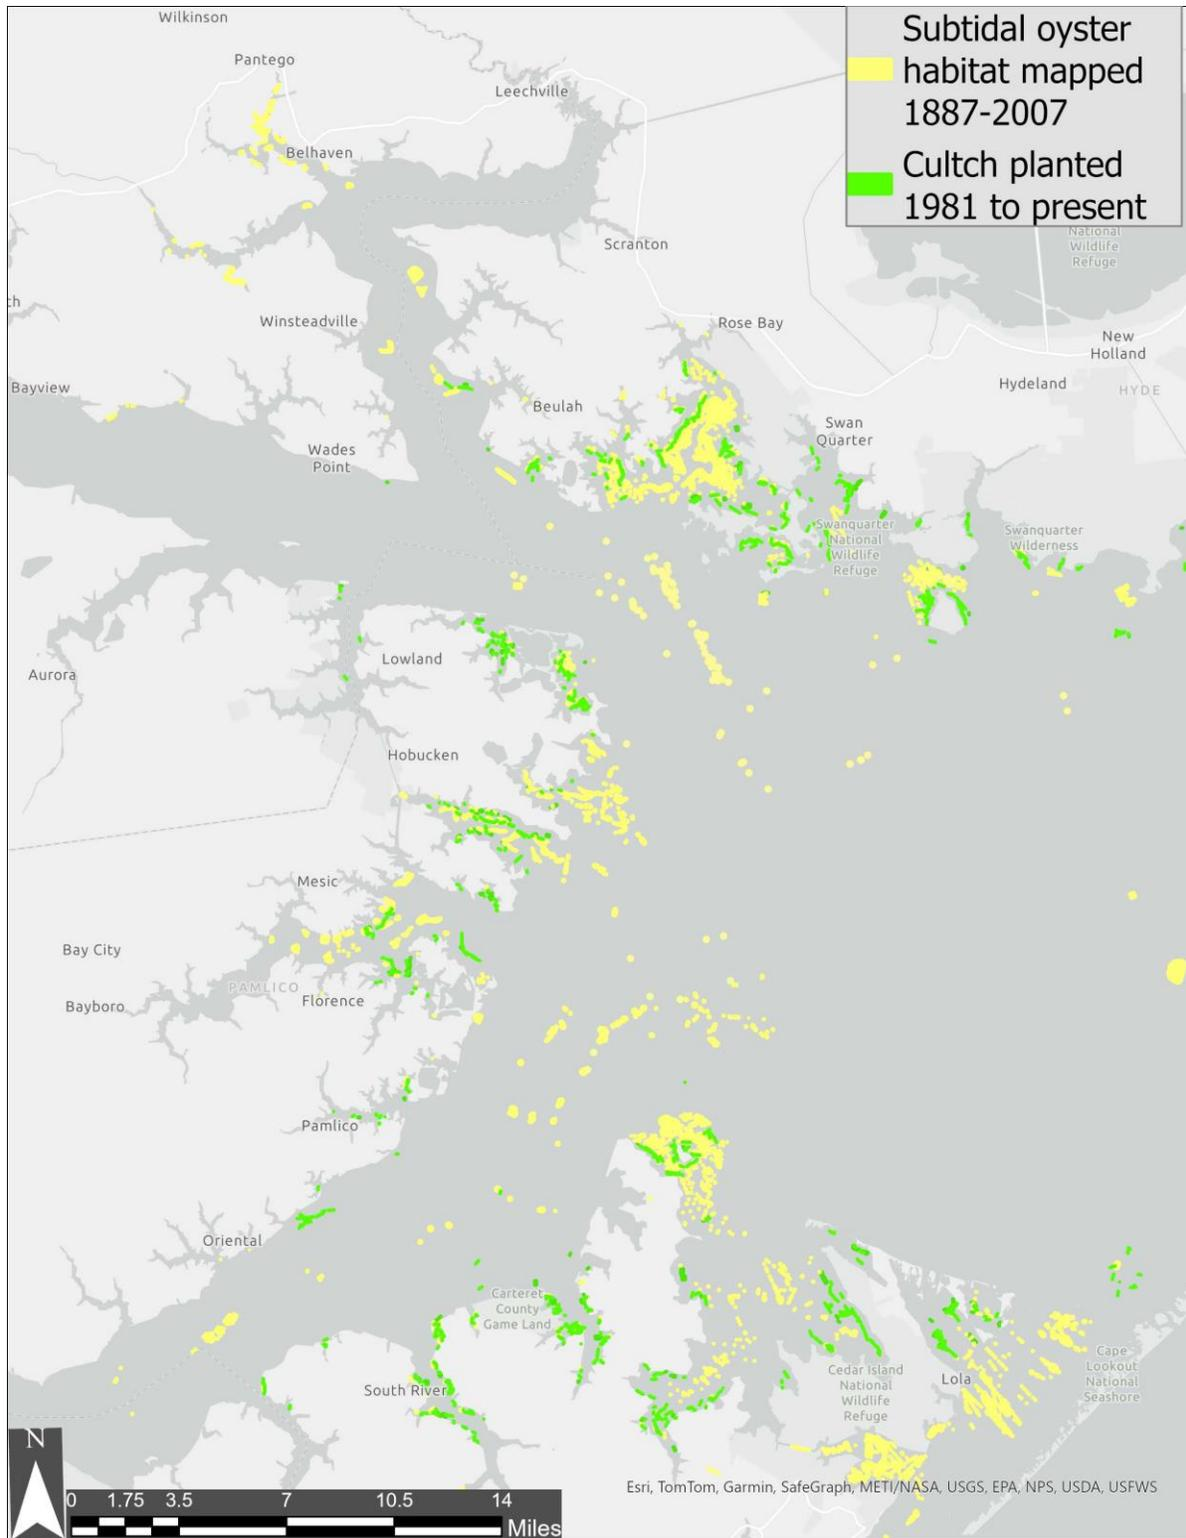 Subtidal oyster
habitat mapped
1887-2007
Cultch planted
1981 to present
Wilkinson
Pantego
Leechville
Belhaven
Scranton
National
Wildlife
Refuge
ch
Winsteadville
Rose Bay
New
Holland
Bayview
Hydeland
HYDE
Beulah
Swan
Quarter
Wades
Point
Swanquarter
National
Wildlife
Refuge
Swanquarter
Wilderness
Lowland
Aurora
Hobucken
Mesic
Bay City
PAMLICO
Florence
Bayboro
Pamlico
Oriental
Carteret
County
Game Land
South River
Cedar Island
National
Wildlife
Refuge
Lola
Cape
Lookout
National
Seashore
N
0 1.75 3.5 7 10.5 14
Miles
Esri, TomTom, Garmin, SafeGraph, METI/NASA, USGS, EPA, NPS, USDA, USFWS